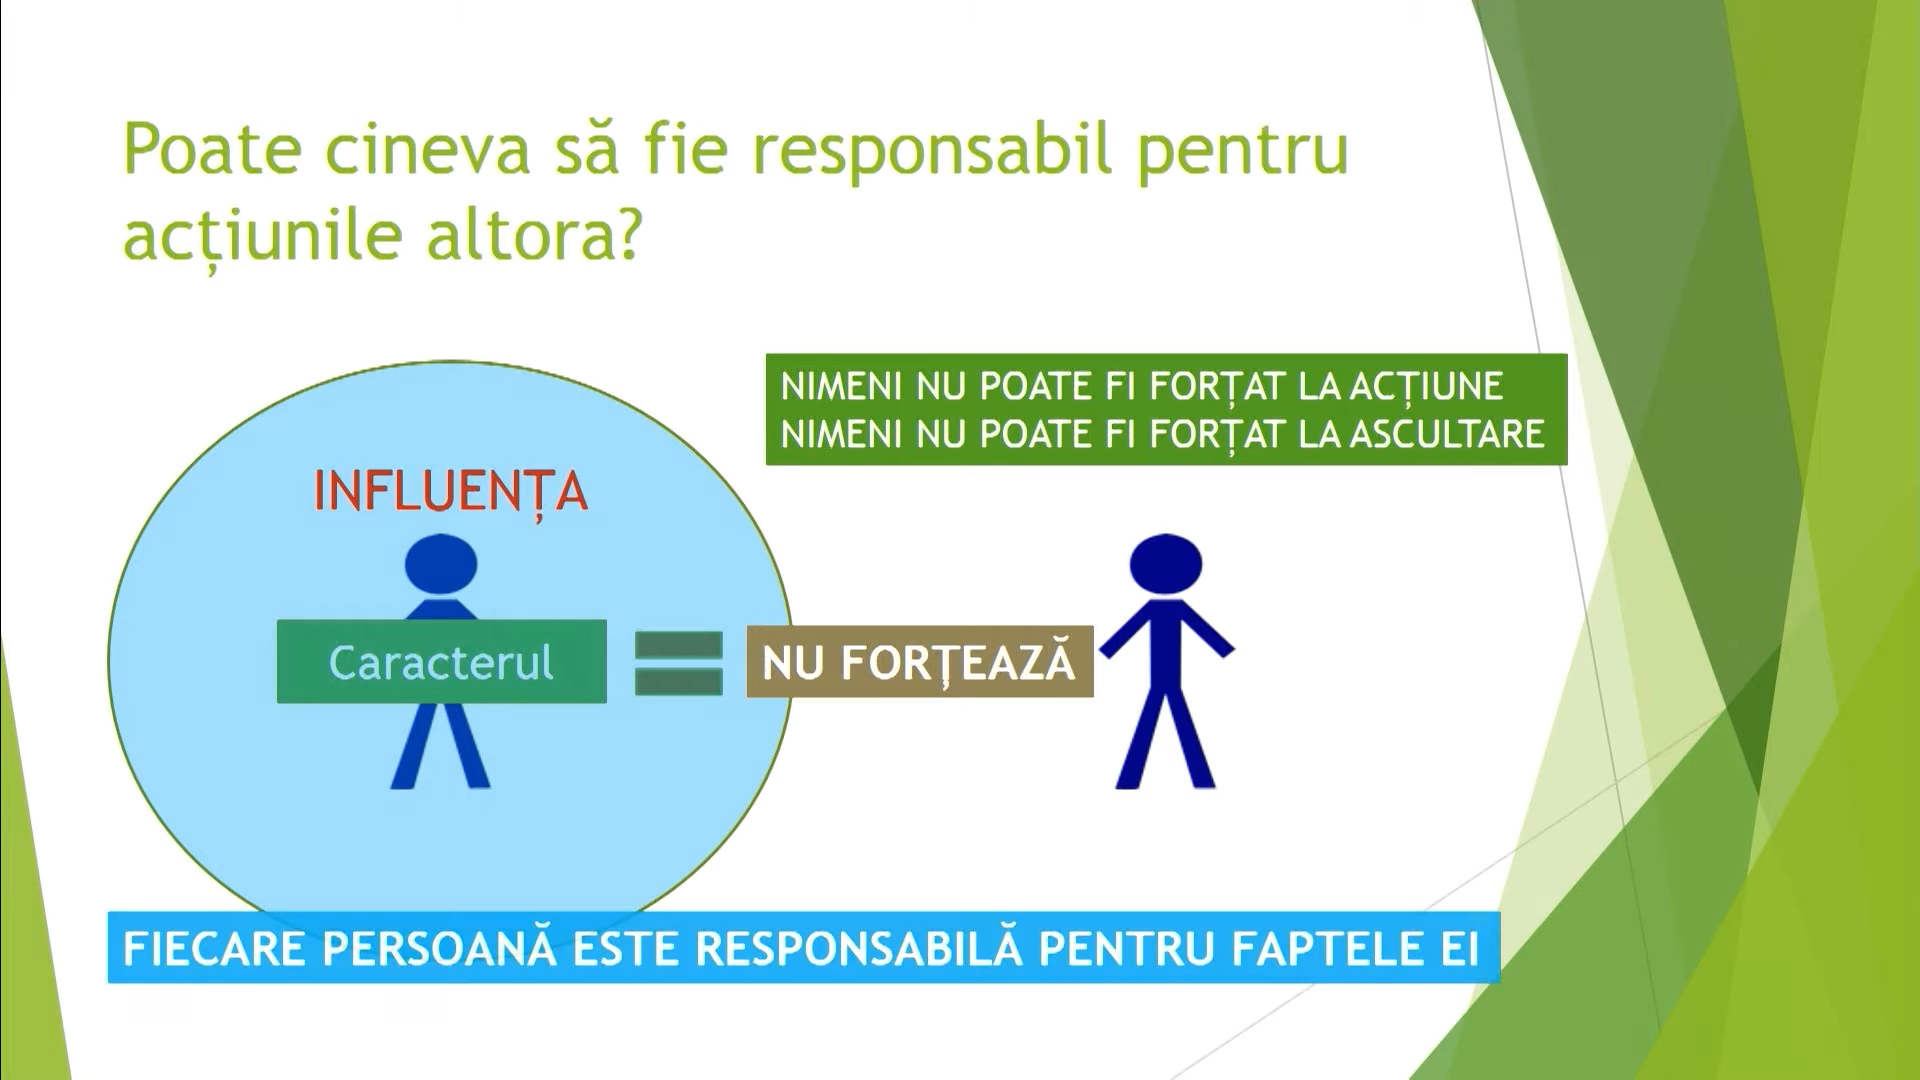 Poate cineva să fie responsabil pentru
acțiunile altora?
NIMENI NU POATE FI FORȚAT LA ACȚIUNE
NIMENI NU POATE FI FORȚAT LA ASCULTARE
INFLUENȚA
Caracterul
NU FORȚEAZĂ
FIECARE PERSOANĂ ESTE RESPONSABILĂ PENTRU FAPTELE EI